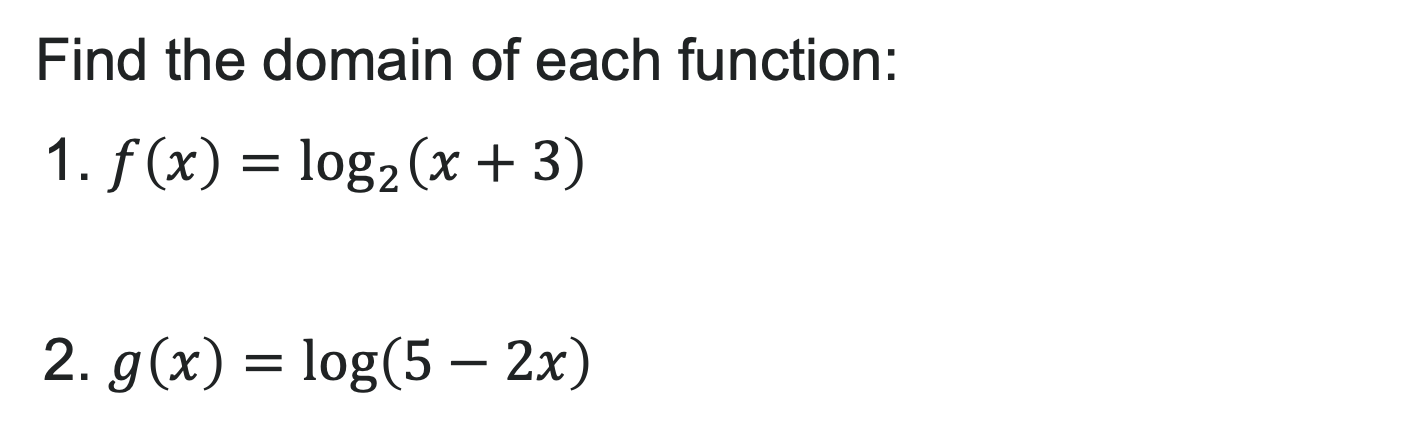 Find the domain of each function:
1. f(x) = log₂(x + 3)
2. g(x) = log(5 − 2x)